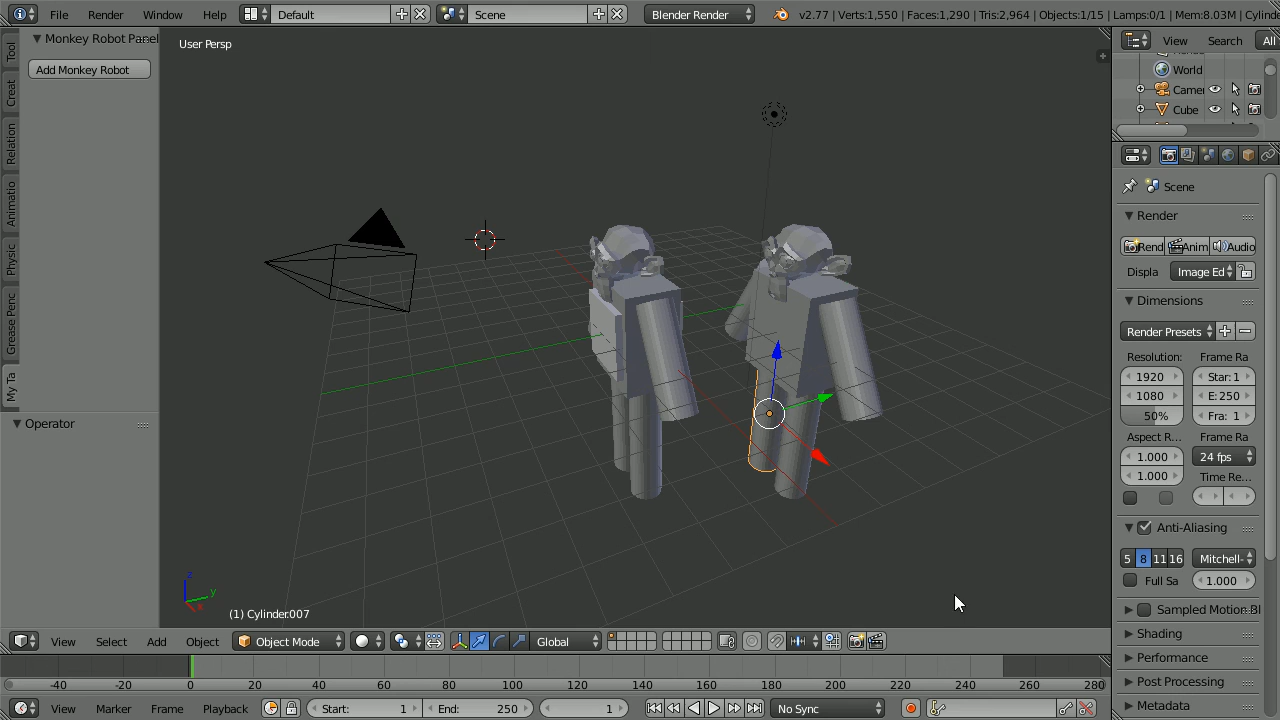 File Render Window Help Default Scene Blender Render v2.77 | Verts:1,550 | Faces:1,290 | Tris:2,964 | Objects:1/15 | Lamps:0/1 | Mem:8.03M | Cylinde
Monkey Robot Panel
Add Monkey Robot
Tool
Creat
Relation
Animatio
Physic
Grease Penc
My Ta
Operator
User Persp
z
y
x
(1) Cylinder.007
View Select Add Object Object Mode Global
-40 -20 0 20 40 60 80 100 120 140 160 180 200 220 240 260 280
View Marker Frame Playback Start: 1 End: 250 1 No Sync
View Search All
World
Camer
Cube
Scene
Render
Rend Anim Audio
Displa Image Ed
Dimensions
Render Presets
Resolution: Frame Ra
1920 Star: 1
1080 E: 250
50% Fra: 1
Aspect R... Frame Ra
1.000 24 fps
1.000 Time Re...
Anti-Aliasing
5 8 11 16 Mitchell-
Full Sa 1.000
Sampled Motion Bl
Shading
Performance
Post Processing
Metadata